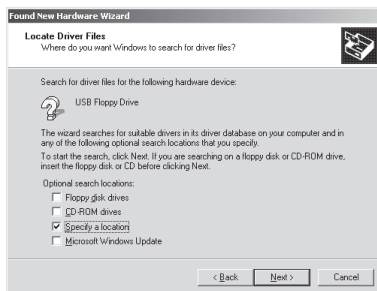 Found New Hardware Wizard
Locate Driver Files
Where do you want Windows to search for driver files?
Search for driver files for the following hardware device:
USB Floppy Drive
The wizard searches for suitable drivers in its driver database on your computer and in
any of the following optional search locations that you specify.
To start the search, click Next. If you are searching on a floppy disk or CD-ROM drive,
insert the floppy disk or CD before clicking Next.
Optional search locations:
Floppy disk drives
CD-ROM drives
Specify a location
Microsoft Windows Update
< Back
Next >
Cancel